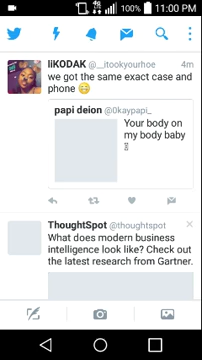 100% 11:00 PM
liKODAK @__itookyourhoe 4m
we got the same exact case and
phone 😊
papi deion @0kaypapi_
Your body on
my body baby
ThoughtSpot @thoughtspot
What does modern business
intelligence look like? Check out
the latest research from Gartner.